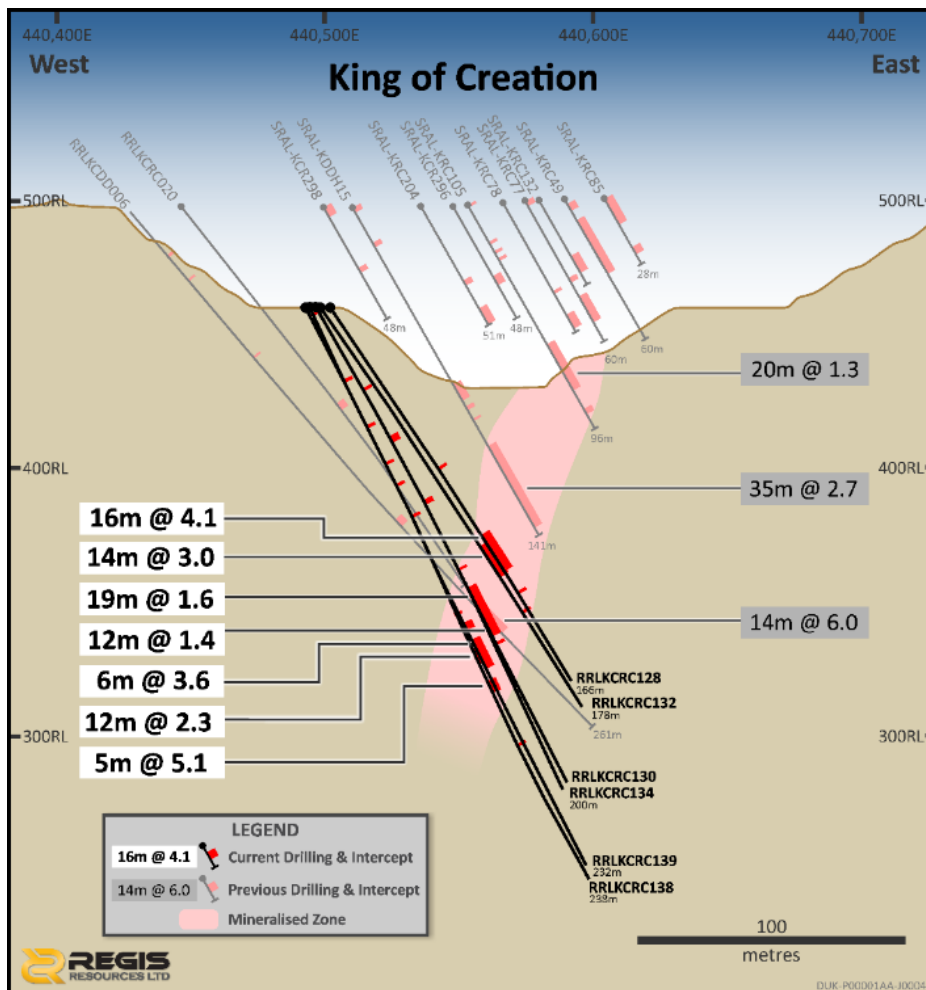 440,400E
440,500E
440,600E
440,700E
West
East
King of Creation
RRLKCDD006
RRLKCRC020
SRAL-KCR298
SRAL-KDDH15
SRAL-KRC204
SRAL-KCR296
SRAL-KRC105
SRAL-KRC78
SRAL-KRC77
SRAL-KRC132
SRAL-KRC49
SRAL-KRC85
500RL
500RL
28m
48m
51m
48m
60m
60m
20m @ 1.3
96m
400RL
400RL
35m @ 2.7
16m @ 4.1
141m
14m @ 3.0
19m @ 1.6
14m @ 6.0
12m @ 1.4
6m @ 3.6
RRLKCRC128
166m
RRLKCRC132
178m
12m @ 2.3
261m
300RL
300RL
5m @ 5.1
RRLKCRC130
RRLKCRC134
200m
LEGEND
16m @ 4.1
Current Drilling & Intercept
14m @ 6.0
Previous Drilling & Intercept
Mineralised Zone
RRLKCRC139
232m
RRLKCRC138
238m
100
metres
REGIS
RESOURCES LTD
DUK-P00001AA-J0004